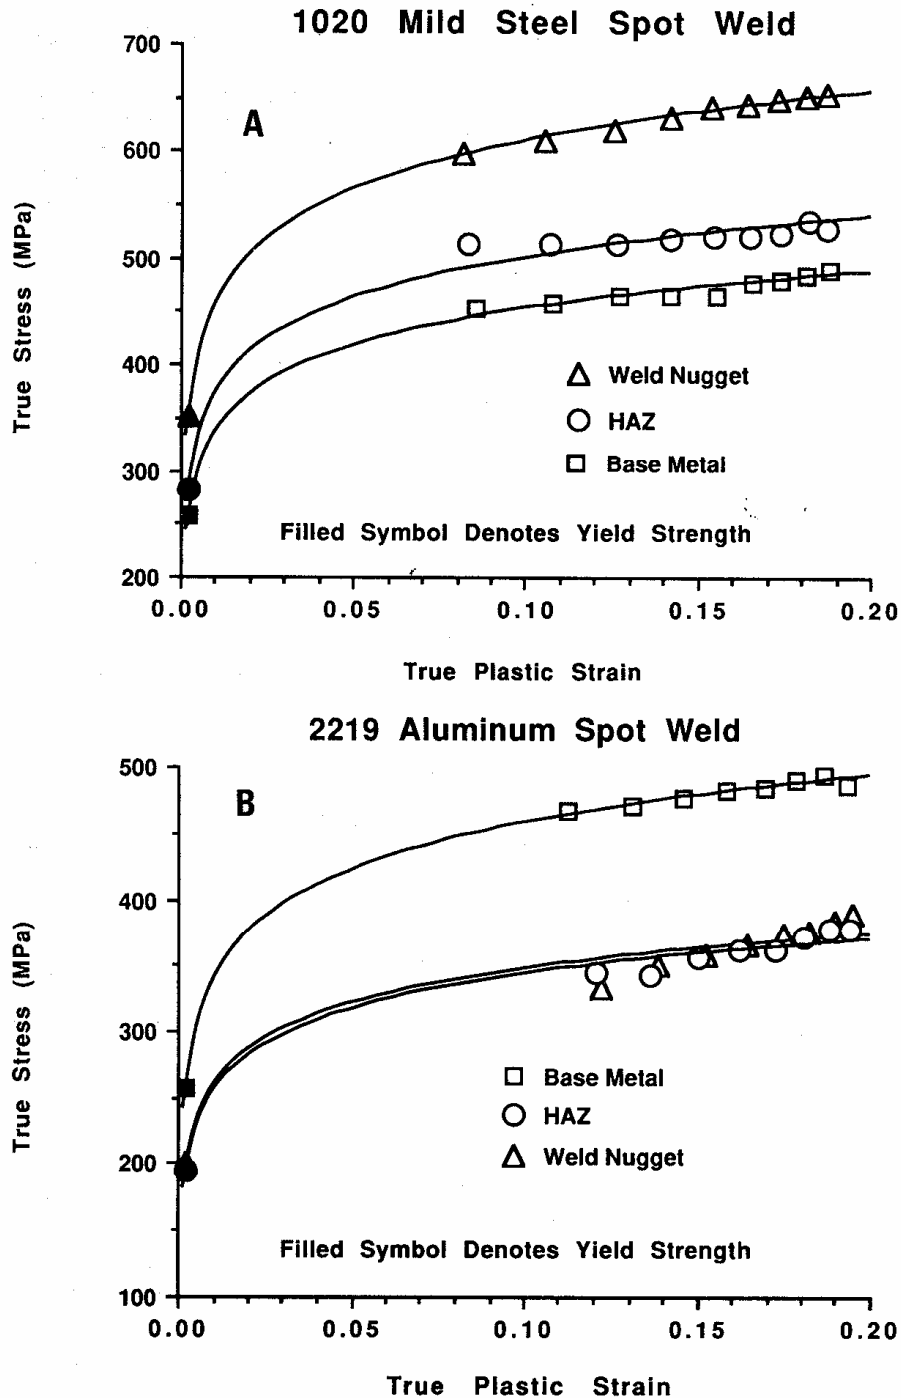 1020 Mild Steel Spot Weld
700
A
600
500
400
300
200
True Stress (MPa)
Weld Nugget
HAZ
Base Metal
Filled Symbol Denotes Yield Strength
0.00 0.05 0.10 0.15 0.20
True Plastic Strain
2219 Aluminum Spot Weld
500
B
400
300
200
100
True Stress (MPa)
Base Metal
HAZ
Weld Nugget
Filled Symbol Denotes Yield Strength
0.00 0.05 0.10 0.15 0.20
True Plastic Strain